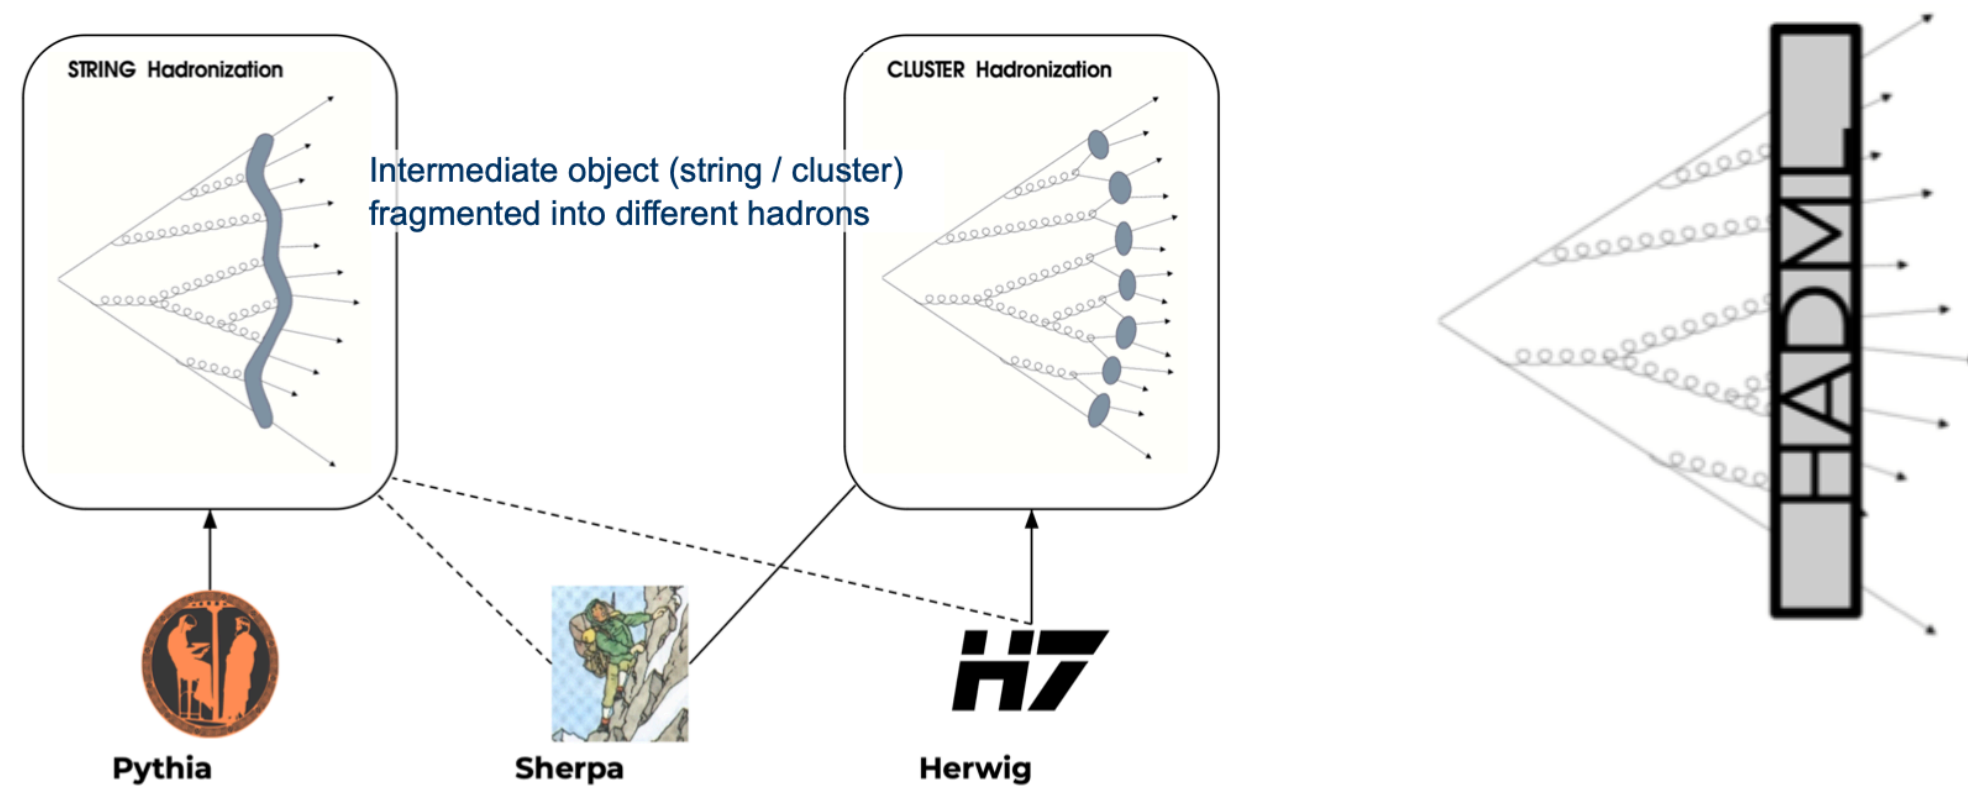 STRING Hadronization
CLUSTER Hadronization
Intermediate object (string / cluster)
fragmented into different hadrons
HADML
H7
Pythia
Sherpa
Herwig